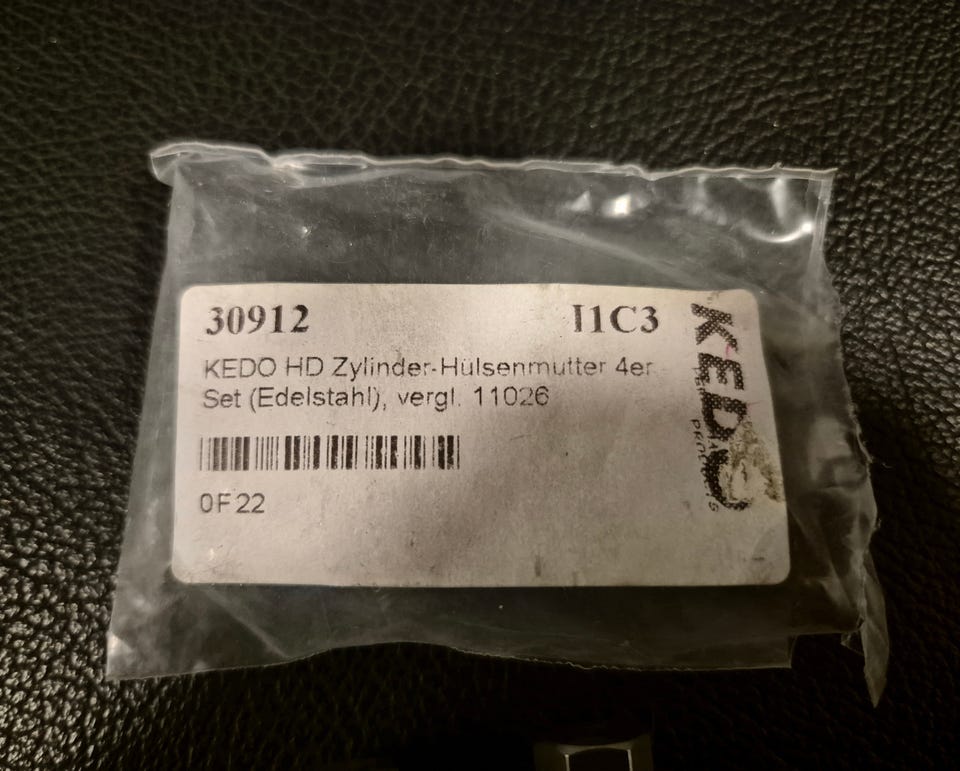 30912 I1C3
KEDO HD Zylinder-Hülsenmutter 4er
Set (Edelstahl), vergl. 11026
0F22
KEDO